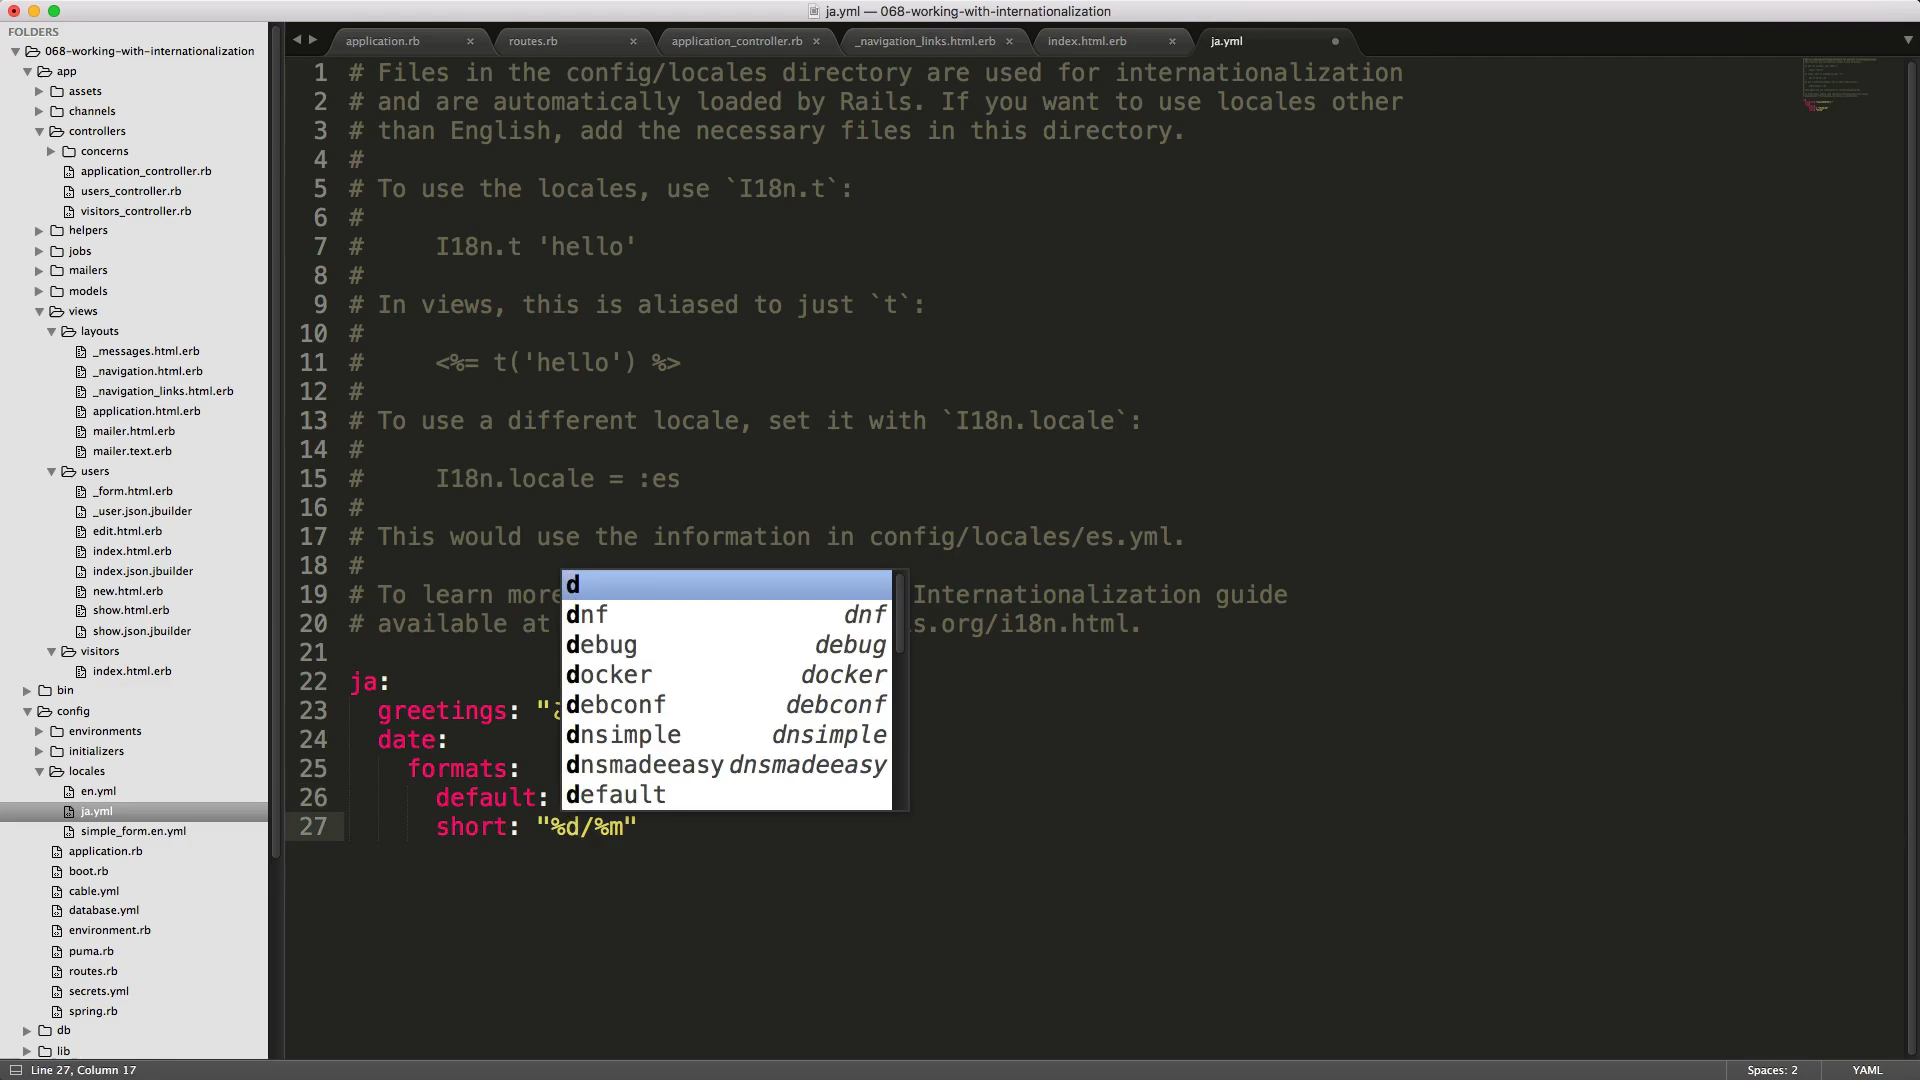 ja.yml — 068-working-with-internationalization
FOLDERS
068-working-with-internationalization
app
assets
channels
controllers
concerns
application_controller.rb
users_controller.rb
visitors_controller.rb
helpers
jobs
mailers
models
views
layouts
_messages.html.erb
_navigation.html.erb
_navigation_links.html.erb
application.html.erb
mailer.html.erb
mailer.text.erb
users
_form.html.erb
_user.json.jbuilder
edit.html.erb
index.html.erb
index.json.jbuilder
new.html.erb
show.html.erb
show.json.jbuilder
visitors
index.html.erb
bin
config
environments
initializers
locales
en.yml
ja.yml
simple_form.en.yml
application.rb
boot.rb
cable.yml
database.yml
environment.rb
puma.rb
routes.rb
secrets.yml
spring.rb
db
lib
application.rb routes.rb application_controller.rb _navigation_links.html.erb index.html.erb ja.yml
1 # Files in the config/locales directory are used for internationalization
2 # and are automatically loaded by Rails. If you want to use locales other
3 # than English, add the necessary files in this directory.
4 #
5 # To use the locales, use `I18n.t`:
6 #
7 #     I18n.t 'hello'
8 #
9 # In views, this is aliased to just `t`:
10 #
11 #     <%= t('hello') %>
12 #
13 # To use a different locale, set it with `I18n.locale`:
14 #
15 #     I18n.locale = :es
16 #
17 # This would use the information in config/locales/es.yml.
18 #
19 # To learn more Internationalization guide
20 # available at s.org/i18n.html.
21
22 ja:
23   greetings: "
24   date:
25     formats:
26       default:
27       short: "%d/%m"
d
dnf dnf
debug debug
docker docker
debconf debconf
dnsimple dnsimple
dnsmadeeasy dnsmadeeasy
default
Line 27, Column 17
Spaces: 2
YAML